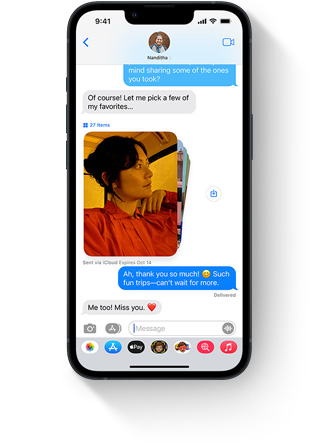 9:41
Nanditha
mind sharing some of the ones
you took?
Of course! Let me pick a few of
my favorites...
27 Items
Sent via iCloud Expires Oct 14
Ah, thank you so much! 😊 Such
fun trips—can't wait for more.
Delivered
Me too! Miss you. ❤️
Message
Pay